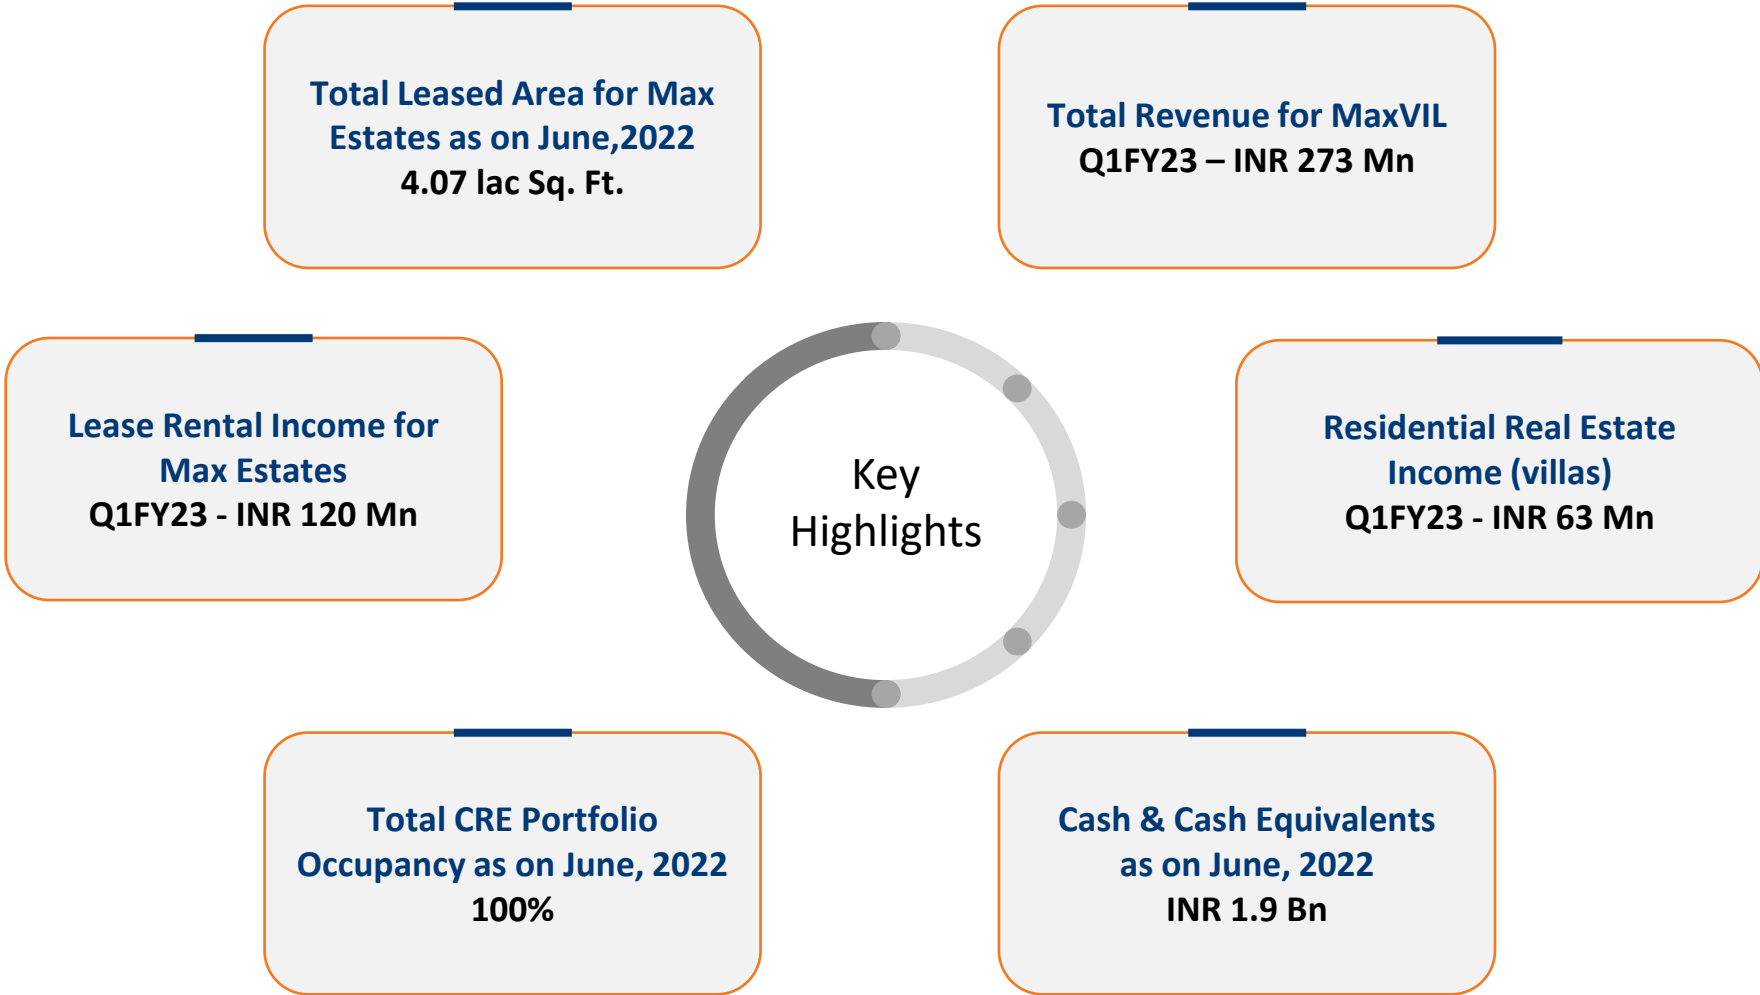 Total Leased Area for Max
Estates as on June,2022
4.07 lac Sq. Ft.
Total Revenue for MaxVIL
Q1FY23 – INR 273 Mn
Lease Rental Income for
Max Estates
Q1FY23 - INR 120 Mn
Key
Highlights
Residential Real Estate
Income (villas)
Q1FY23 - INR 63 Mn
Total CRE Portfolio
Occupancy as on June, 2022
100%
Cash & Cash Equivalents
as on June, 2022
INR 1.9 Bn